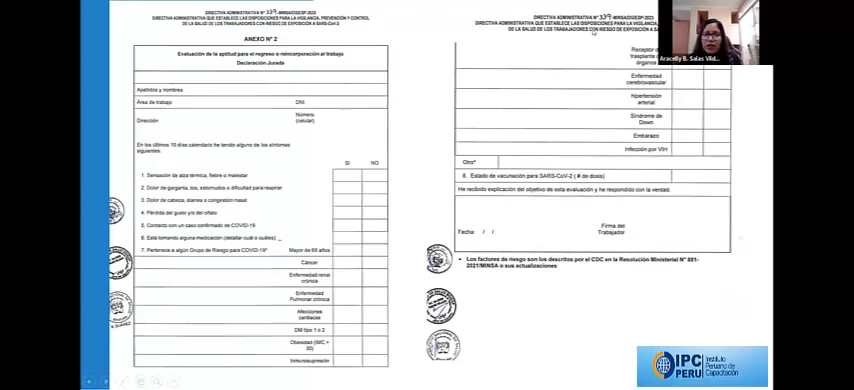 DIRECTIVA ADMINISTRATIVA N° 339-MINSA/DGIESP-2023
DIRECTIVA ADMINISTRATIVA QUE ESTABLECE LAS DISPOSICIONES PARA LA VIGILANCIA, PREVENCIÓN Y CONTROL
DE LA SALUD DE LOS TRABAJADORES CON RIESGO DE EXPOSICIÓN A SARS-CoV-2
ANEXO N° 2
Evaluación de la aptitud para el regreso o reincorporación al trabajo
Declaración Jurada
Apellidos y nombres
Área de trabajo DNI
Dirección
Número
(celular)
En los últimos 10 días calendario he tenido alguno de los síntomas
siguientes:
SI NO
1. Sensación de alza térmica, fiebre o malestar
2. Dolor de garganta, tos, estornudos o dificultad para respirar
3. Dolor de cabeza, diarrea o congestión nasal
4. Pérdida del gusto y/o del olfato
5. Contacto con un caso confirmado de COVID-19
6. Está tomando alguna medicación (detallar cuál o cuáles): _
7. Pertenece a algún Grupo de Riesgo para COVID-19* Mayor de 65 años
Cáncer
Enfermedad renal
crónica
Enfermedad
Pulmonar crónica
Afecciones
cardíacas
DM tipo 1 o 2
Obesidad (IMC >
30)
Inmunosupresión
DIRECTIVA ADMINISTRATIVA N° 339-MINSA/DGIESP-2023
DIRECTIVA ADMINISTRATIVA QUE ESTABLECE LAS DISPOSICIONES PARA LA VIGILANCIA,
DE LA SALUD DE LOS TRABAJADORES CON RIESGO DE EXPOSICIÓN A SA
Receptor d
trasplante d
órganos
Enfermedad
cerebrovascular
Hipertensión
arterial
Síndrome de
Down
Embarazo
Infección por VIH
Otro*
8. Estado de vacunación para SARS-CoV-2 ( # de dosis)
He recibido explicación del objetivo de esta evaluación y he respondido con la verdad.
Fecha: / /
Firma del
Trabajador
• Los factores de riesgo son los descritos por el CDC en la Resolución Ministerial N° 881-
2021/MINSA o sus actualizaciones
Aracelly B. Salas Vild...
IPC
PERÚ
Instituto
Peruano de
Capacitación